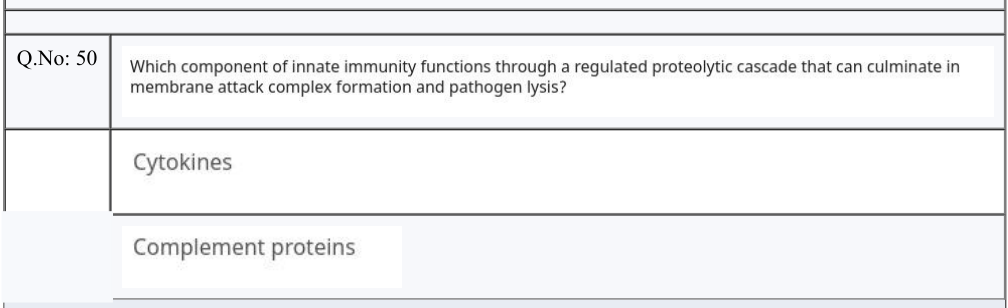 Q.No: 50
Which component of innate immunity functions through a regulated proteolytic cascade that can culminate in
membrane attack complex formation and pathogen lysis?
Cytokines
Complement proteins